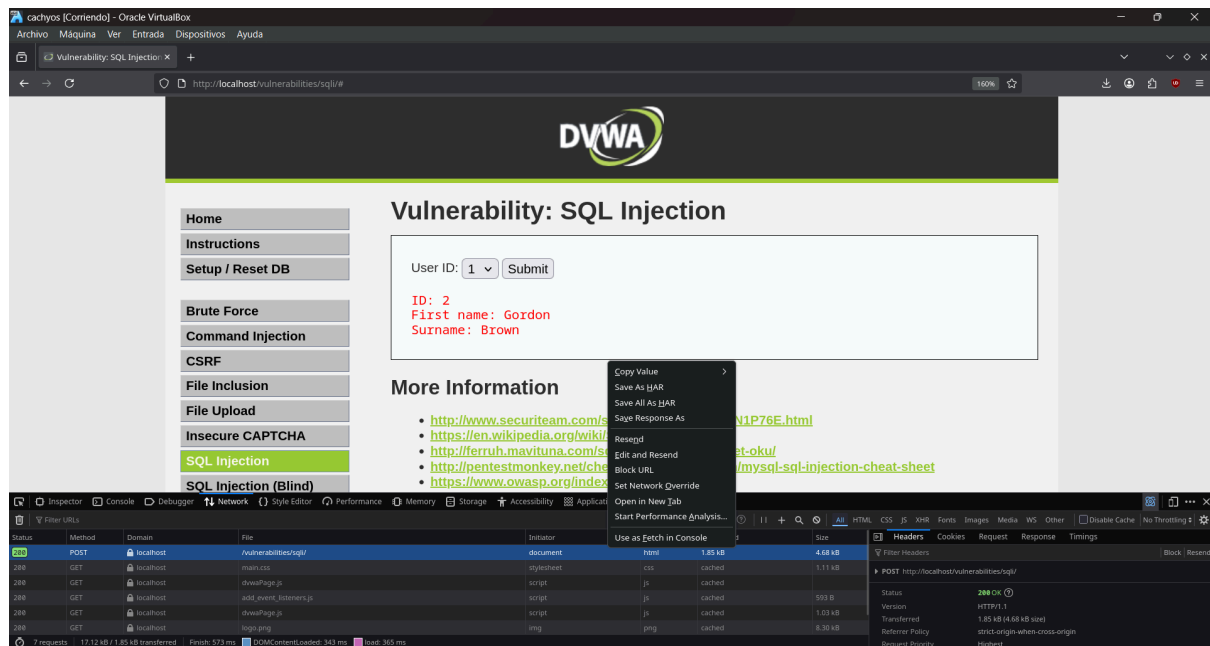 cachyos [Corriendo] - Oracle VirtualBox
Archivo Máquina Ver Entrada Dispositivos Ayuda
Vulnerability: SQL Injection
http://localhost/vulnerabilities/sqli/#
160%
DVWA
Home
Instructions
Setup / Reset DB
Brute Force
Command Injection
CSRF
File Inclusion
File Upload
Insecure CAPTCHA
SQL Injection
SQL Injection (Blind)
Vulnerability: SQL Injection
User ID: 1 Submit
ID: 2
First name: Gordon
Surname: Brown
More Information
http://www.securiteam.com/s N1P76E.html
https://en.wikipedia.org/wiki/
http://ferruh.mavituna.com/s et-oku/
http://pentestmonkey.net/che /mysql-sql-injection-cheat-sheet
https://www.owasp.org/index
Copy Value
Save As HAR
Save All As HAR
Save Response As
Resend
Edit and Resend
Block URL
Set Network Override
Open in New Tab
Start Performance Analysis...
Use as Fetch in Console
Inspector Console Debugger Network Style Editor Performance Memory Storage Accessibility Applicati
Filter URLs
All HTML CSS JS XHR Fonts Images Media WS Other Disable Cache No Throttling
Status Method Domain File Initiator Size
200 POST localhost /vulnerabilities/sqli/ document html 1.85 kB 4.68 kB
200 GET localhost main.css stylesheet css cached 1.11 kB
200 GET localhost dvwaPage.js script js cached
200 GET localhost add_event_listeners.js script js cached 593 B
200 GET localhost dvwaPage.js script js cached 1.03 kB
200 GET localhost logo.png img png cached 8.30 kB
7 requests 17.12 kB / 1.85 kB transferred Finish: 573 ms DOMContentLoaded: 343 ms load: 365 ms
Headers Cookies Request Response Timings
Filter Headers Block Resend
POST http://localhost/vulnerabilities/sqli/
Status 200 OK
Version HTTP/1.1
Transferred 1.85 kB (4.68 kB size)
Referrer Policy strict-origin-when-cross-origin
Request Priority Highest